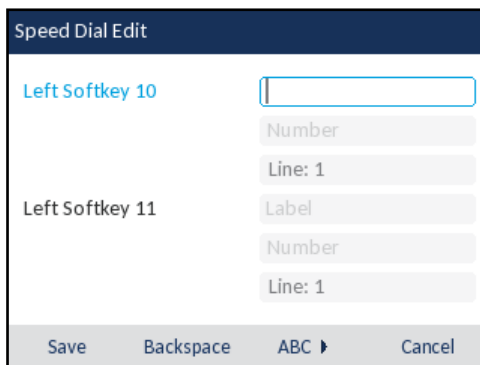 Speed Dial Edit
Left Softkey 10
Number
Line: 1
Left Softkey 11 Label
Number
Line: 1
Save Backspace ABC Cancel